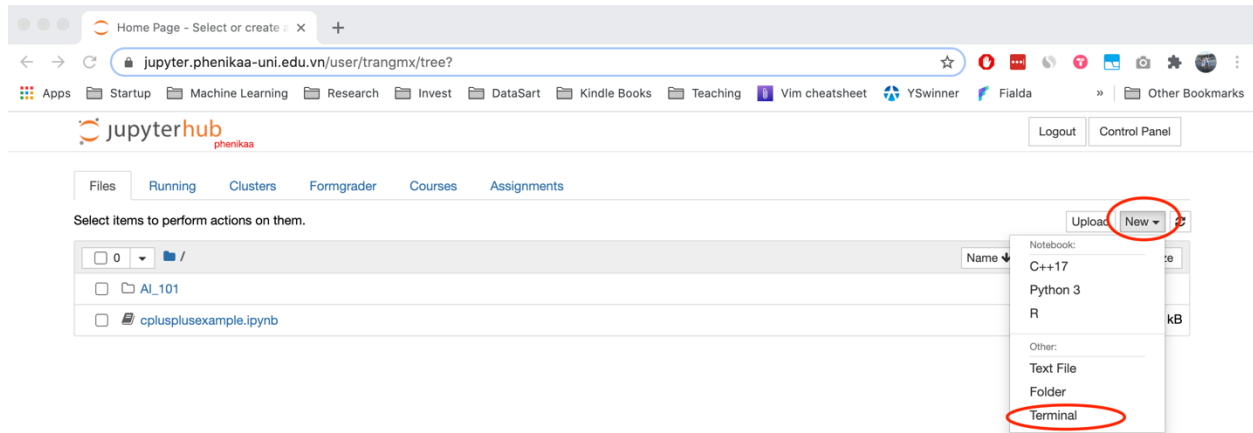 Home Page - Select or create a
jupyter.phenikaa-uni.edu.vn/user/trangmx/tree?
Apps Startup Machine Learning Research Invest DataSart Kindle Books Teaching Vim cheatsheet YSwinner Fialda » Other Bookmarks
jupyterhub
phenikaa
Logout Control Panel
Files Running Clusters Formgrader Courses Assignments
Select items to perform actions on them.
Upload New
0 / Name ze
Notebook:
C++17
AI_101
Python 3
cplusplusexample.ipynb kB
R
Other:
Text File
Folder
Terminal